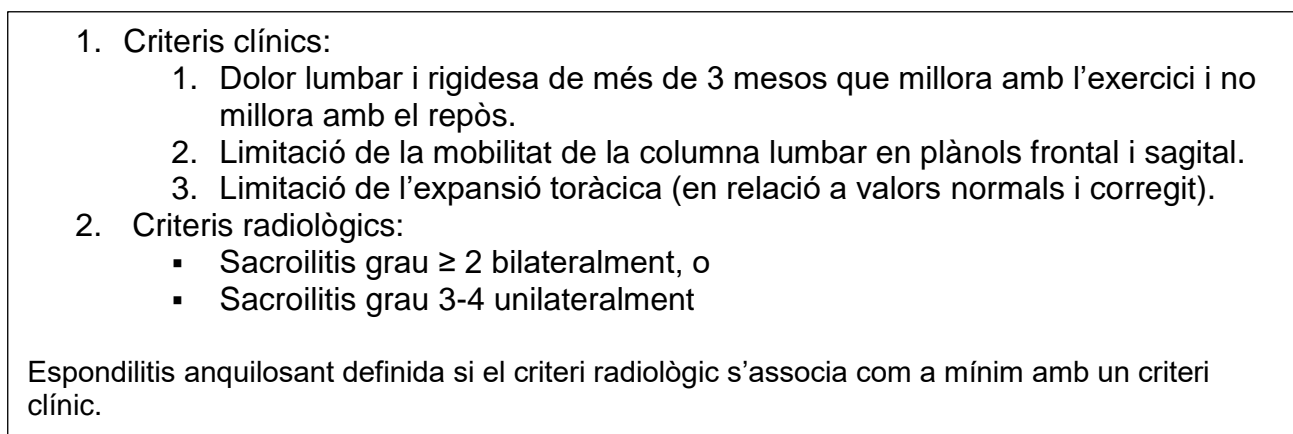 1. Criteris clínics:
1. Dolor lumbar i rigidesa de més de 3 mesos que millora amb l’exercici i no
millora amb el repòs.
2. Limitació de la mobilitat de la columna lumbar en plànols frontal i sagital.
3. Limitació de l’expansió toràcica (en relació a valors normals i corregit).
2. Criteris radiològics:
▪ Sacroilitis grau ≥ 2 bilateralment, o
▪ Sacroilitis grau 3-4 unilateralment
Espondilitis anquilosant definida si el criteri radiològic s’associa com a mínim amb un criteri
clínic.